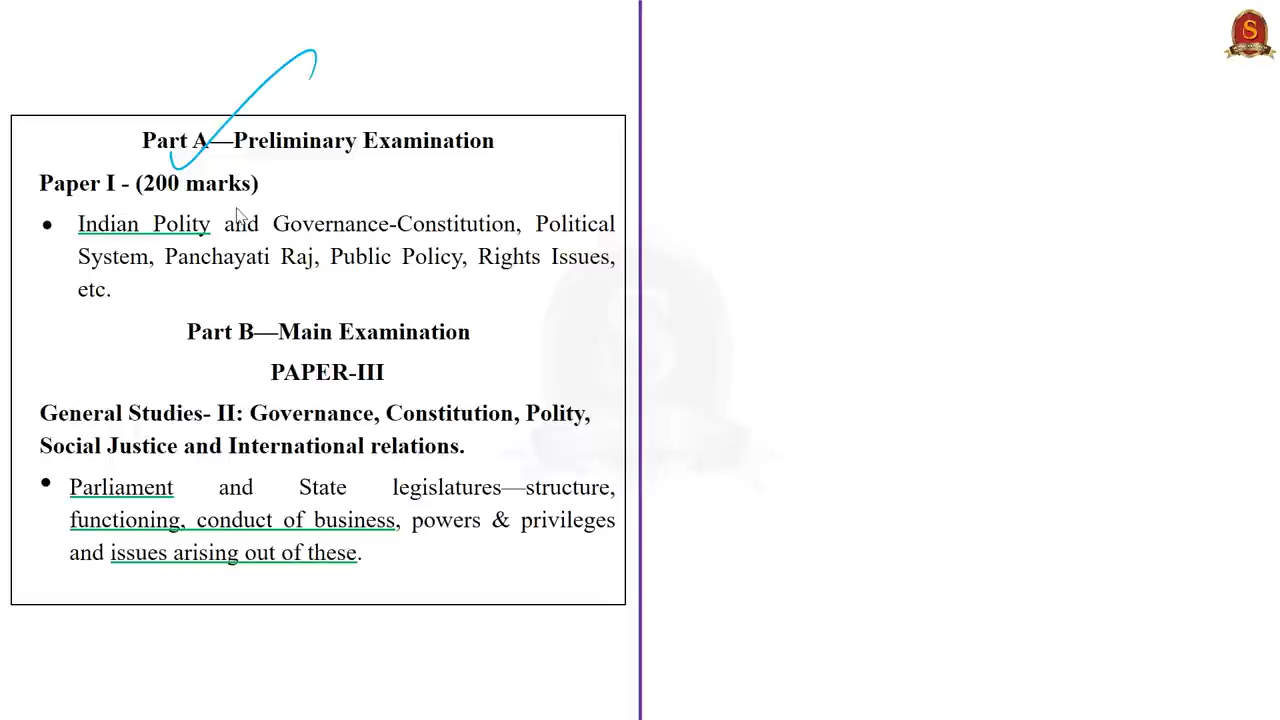 S
Part A—Preliminary Examination
Paper I - (200 marks)
• Indian Polity and Governance-Constitution, Political
System, Panchayati Raj, Public Policy, Rights Issues,
etc.
Part B—Main Examination
PAPER-III
General Studies- II: Governance, Constitution, Polity,
Social Justice and International relations.
• Parliament and State legislatures—structure,
functioning, conduct of business, powers & privileges
and issues arising out of these.